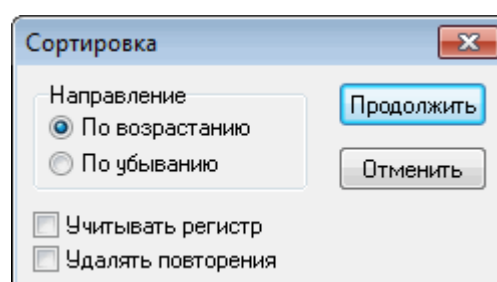 Сортировка
Направление
По возрастанию
По убыванию
Продолжить
Отменить
Учитывать регистр
Удалять повторения